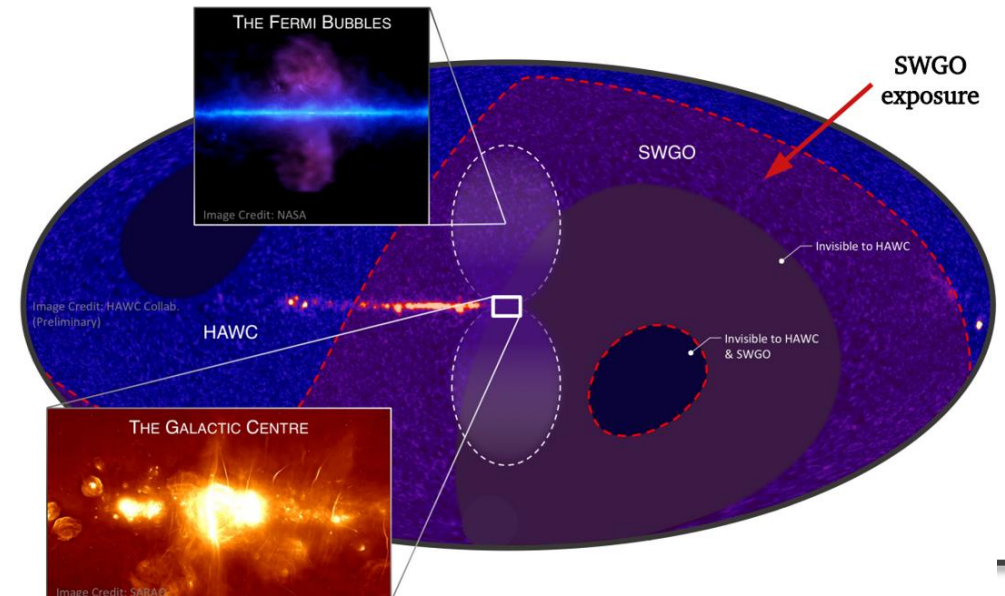 THE FERMI BUBBLES
Image Credit: NASA
SWGO
exposure
SWGO
Invisible to HAWC
Image Credit: HAWC Collab.
(Preliminary)
HAWC
Invisible to HAWC
& SWGO
THE GALACTIC CENTRE
Image Credit: SARAO